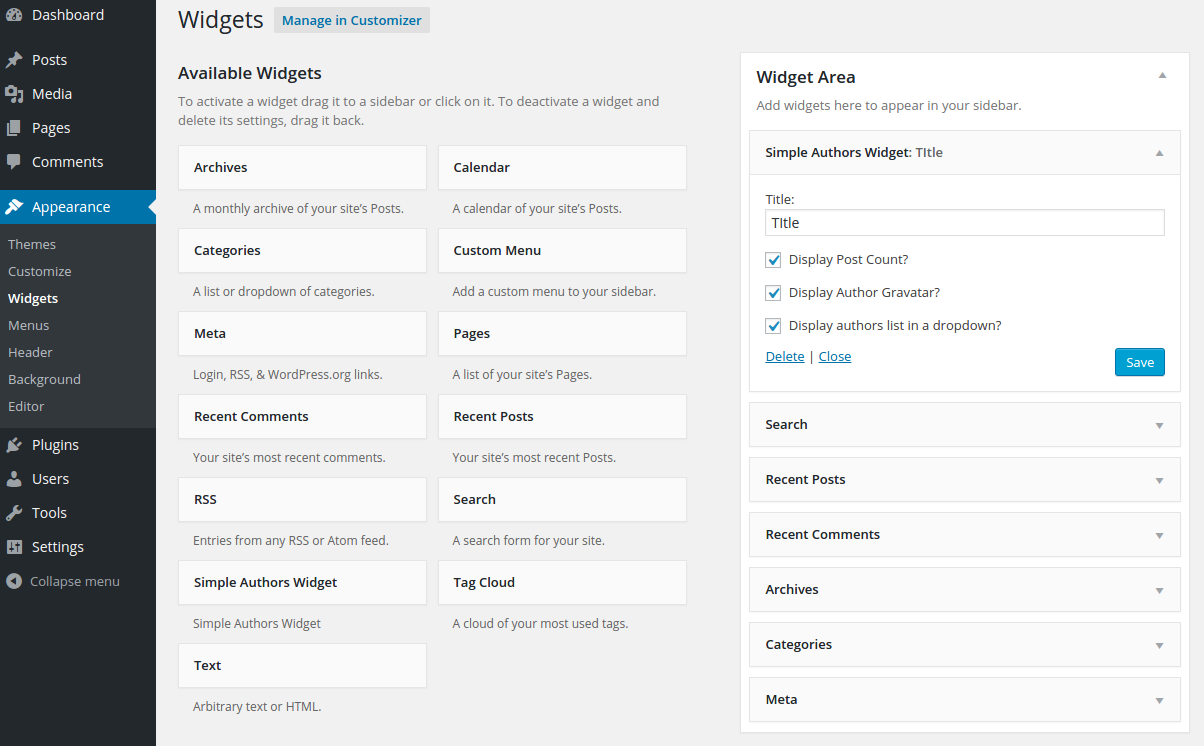 Dashboard
Posts
Media
Pages
Comments
Appearance
Themes
Customize
Widgets
Menus
Header
Background
Editor
Plugins
Users
Tools
Settings
Collapse menu
Widgets Manage in Customizer
Available Widgets
To activate a widget drag it to a sidebar or click on it. To deactivate a widget and
delete its settings, drag it back.
Archives
A monthly archive of your site’s Posts.
Calendar
A calendar of your site’s Posts.
Categories
A list or dropdown of categories.
Custom Menu
Add a custom menu to your sidebar.
Meta
Login, RSS, & WordPress.org links.
Pages
A list of your site’s Pages.
Recent Comments
Your site’s most recent comments.
Recent Posts
Your site’s most recent Posts.
RSS
Entries from any RSS or Atom feed.
Search
A search form for your site.
Simple Authors Widget
Simple Authors Widget
Tag Cloud
A cloud of your most used tags.
Text
Arbitrary text or HTML.
Widget Area
Add widgets here to appear in your sidebar.
Simple Authors Widget: TItle
Title:
TItle
Display Post Count?
Display Author Gravatar?
Display authors list in a dropdown?
Delete | Close
Save
Search
Recent Posts
Recent Comments
Archives
Categories
Meta